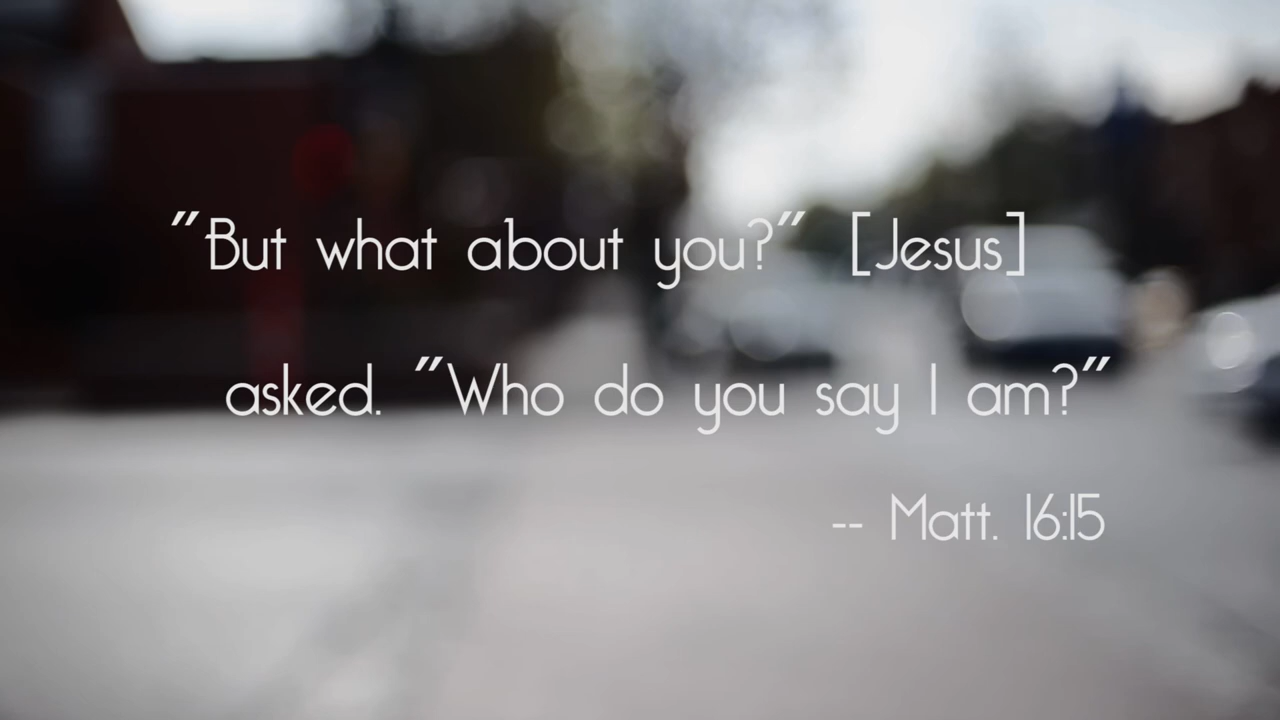 "But what about you?" [Jesus]
asked. "Who do you say I am?"
-- Matt. 16:15